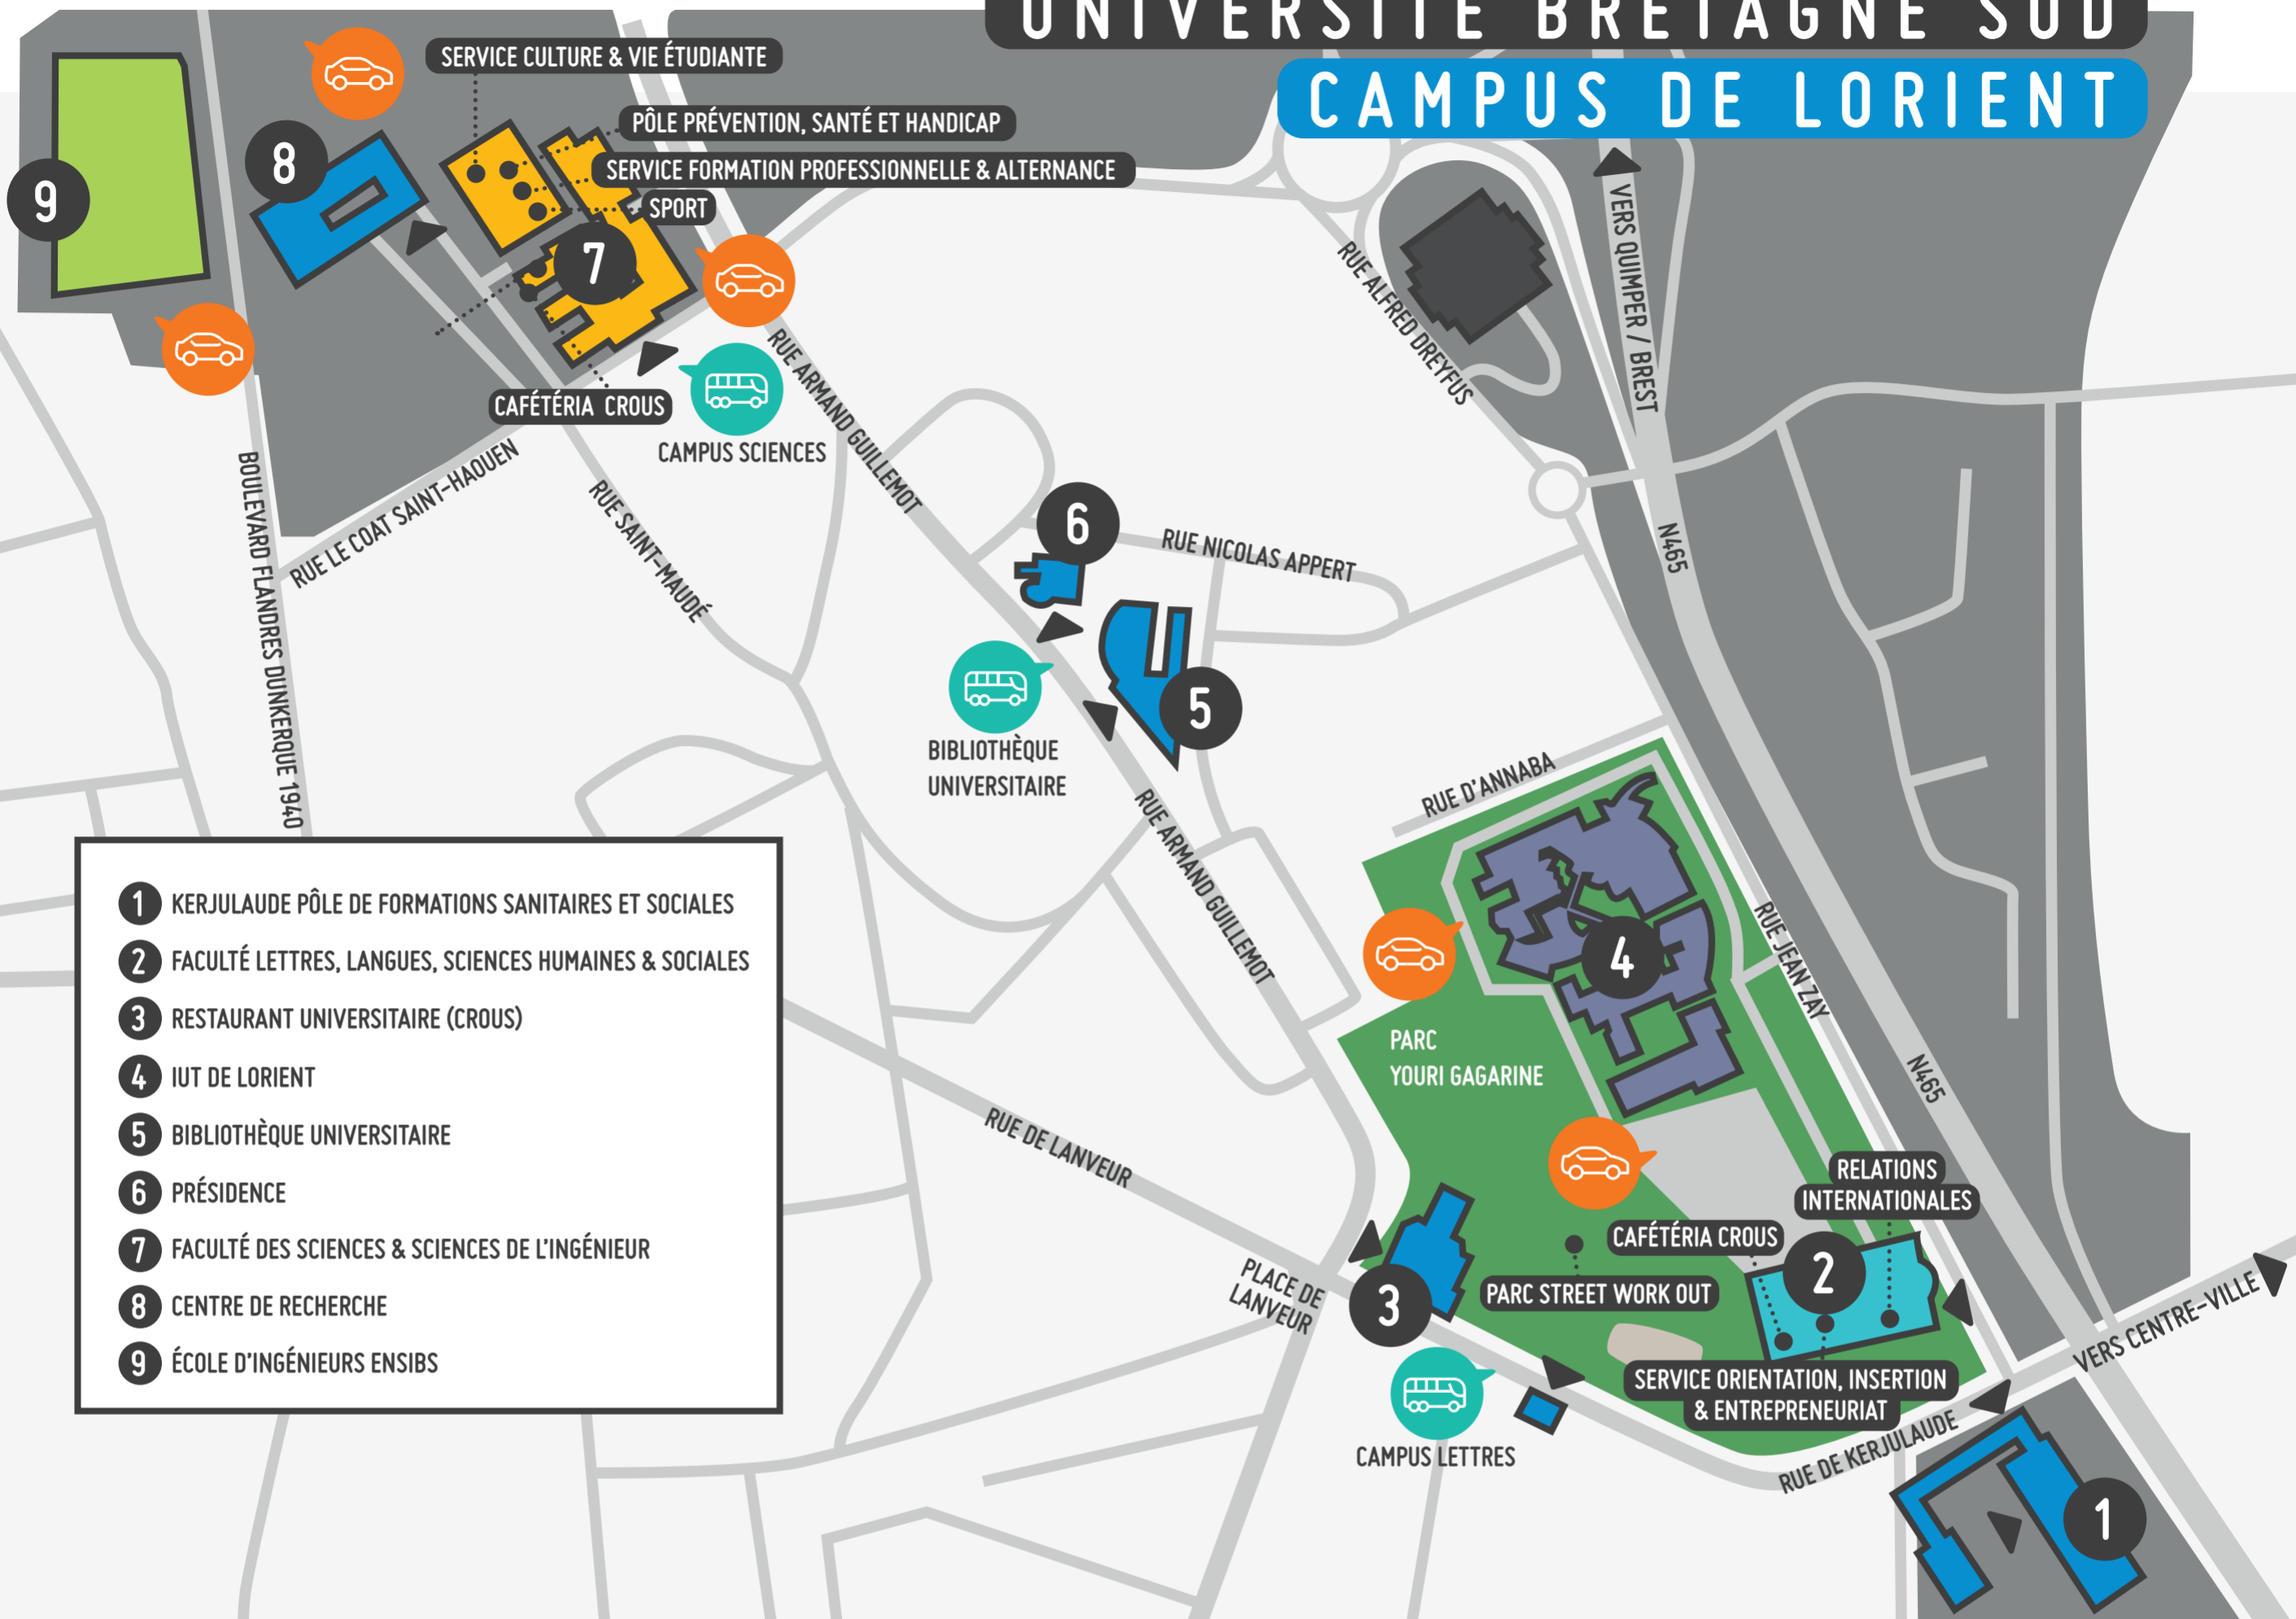 UNIVERSITÉ BRETAGNE SUD
CAMPUS DE LORIENT
SERVICE CULTURE & VIE ÉTUDIANTE
PÔLE PRÉVENTION, SANTÉ ET HANDICAP
SERVICE FORMATION PROFESSIONNELLE & ALTERNANCE
SPORT
8
9
7
VERS QUIMPER / BREST
RUE ALFRED DREYFUS
RUE ARMAND GUILLEMOT
CAFÉTÉRIA CROUS
CAMPUS SCIENCES
BOULEVARD FLANDRES DUNKERQUE 1940
RUE LE COAT SAINT-HAOUEN
RUE SAINT-MAUDÉ
6
RUE NICOLAS APPERT
N465
5
BIBLIOTHÈQUE
UNIVERSITAIRE
RUE D'ANNABA
RUE ARMAND GUILLEMOT
4
RUE JEAN ZAY
PARC
YOURI GAGARINE
N465
RUE DE LANVEUR
RELATIONS
INTERNATIONALES
CAFÉTÉRIA CROUS
2
PLACE DE
LANVEUR
3
PARC STREET WORK OUT
VERS CENTRE-VILLE
SERVICE ORIENTATION, INSERTION
& ENTREPRENEURIAT
CAMPUS LETTRES
RUE DE KERJULAUDE
1
1 KERJULAUDE PÔLE DE FORMATIONS SANITAIRES ET SOCIALES
2 FACULTÉ LETTRES, LANGUES, SCIENCES HUMAINES & SOCIALES
3 RESTAURANT UNIVERSITAIRE (CROUS)
4 IUT DE LORIENT
5 BIBLIOTHÈQUE UNIVERSITAIRE
6 PRÉSIDENCE
7 FACULTÉ DES SCIENCES & SCIENCES DE L'INGÉNIEUR
8 CENTRE DE RECHERCHE
9 ÉCOLE D'INGÉNIEURS ENSIBS